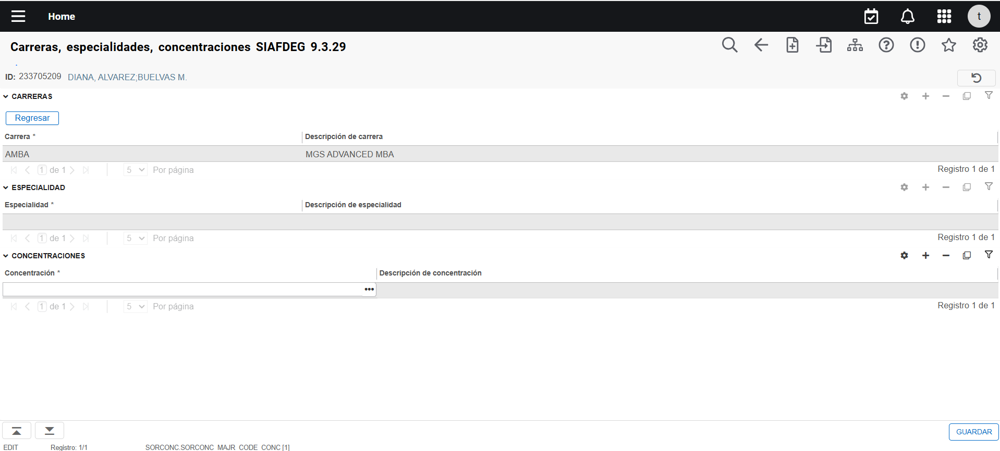 Home
t
Carreras, especialidades, concentraciones SIAFDEG 9.3.29
.
ID: 233705209 DIANA, ALVAREZ;BUELVAS M.
CARRERAS
Regresar
Carrera * Descripción de carrera
AMBA MGS ADVANCED MBA
1 de 1 5 Por página Registro 1 de 1
ESPECIALIDAD
Especialidad * Descripción de especialidad
1 de 1 5 Por página Registro 1 de 1
CONCENTRACIONES
Concentración * Descripción de concentración
1 de 1 5 Por página Registro 1 de 1
GUARDAR
EDIT Registro: 1/1 SORCONC.SORCONC_MAJR_CODE_CONC [1]